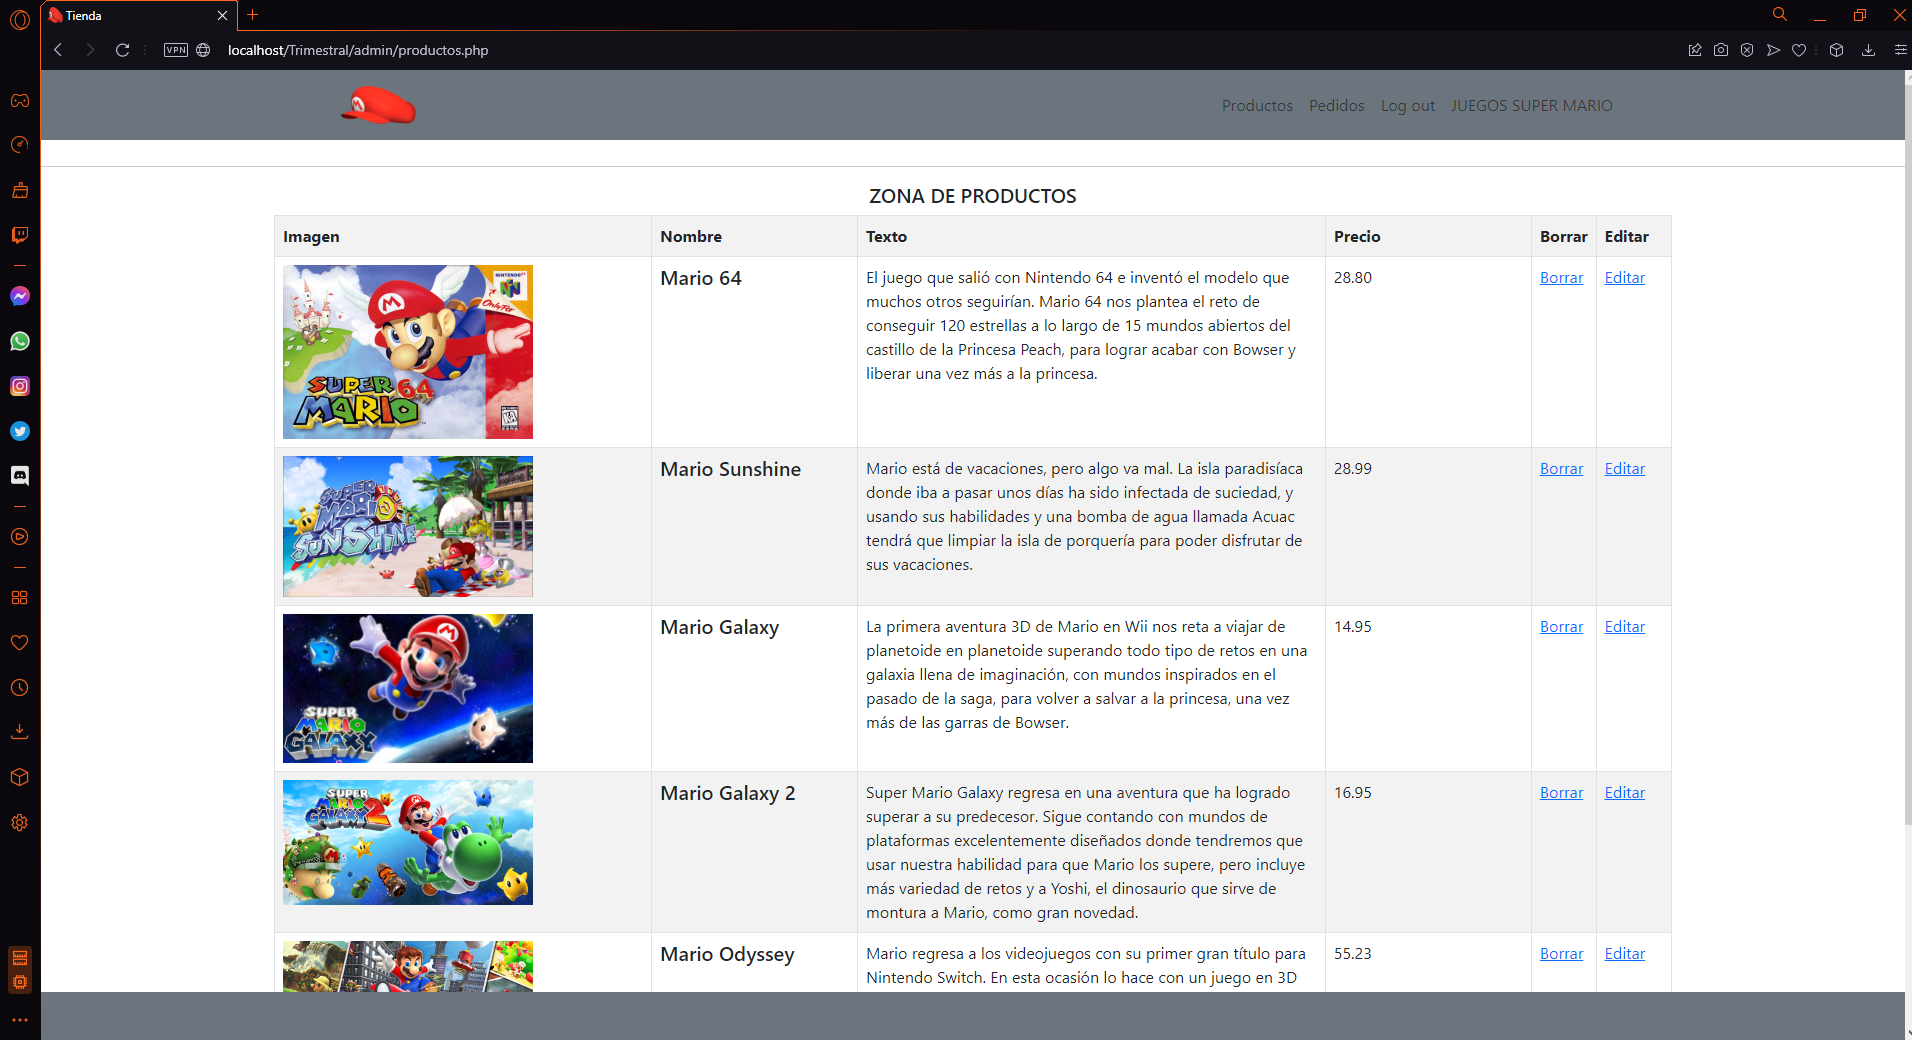 Tienda
VPN
localhost/Trimestral/admin/productos.php
M
Productos Pedidos Log out JUEGOS SUPER MARIO
ZONA DE PRODUCTOS
Imagen Nombre Texto Precio Borrar Editar
NINTENDO 64
Only For
SUPER
MARIO 64
Mario 64
El juego que salió con Nintendo 64 e inventó el modelo que
muchos otros seguirían. Mario 64 nos plantea el reto de
conseguir 120 estrellas a lo largo de 15 mundos abiertos del
castillo de la Princesa Peach, para lograr acabar con Bowser y
liberar una vez más a la princesa.
28.80
Borrar
Editar
SUPER
MARIO
SUNSHINE
Mario Sunshine
Mario está de vacaciones, pero algo va mal. La isla paradisíaca
donde iba a pasar unos días ha sido infectada de suciedad, y
usando sus habilidades y una bomba de agua llamada Acuac
tendrá que limpiar la isla de porquería para poder disfrutar de
sus vacaciones.
28.99
Borrar
Editar
SUPER
MARIO
GALAXY
Mario Galaxy
La primera aventura 3D de Mario en Wii nos reta a viajar de
planetoide en planetoide superando todo tipo de retos en una
galaxia llena de imaginación, con mundos inspirados en el
pasado de la saga, para volver a salvar a la princesa, una vez
más de las garras de Bowser.
14.95
Borrar
Editar
SUPER
MARIO
GALAXY 2
Mario Galaxy 2
Super Mario Galaxy regresa en una aventura que ha logrado
superar a su predecesor. Sigue contando con mundos de
plataformas excelentemente diseñados donde tendremos que
usar nuestra habilidad para que Mario los supere, pero incluye
más variedad de retos y a Yoshi, el dinosaurio que sirve de
montura a Mario, como gran novedad.
16.95
Borrar
Editar
Mario Odyssey
Mario regresa a los videojuegos con su primer gran título para
Nintendo Switch. En esta ocasión lo hace con un juego en 3D
55.23
Borrar
Editar